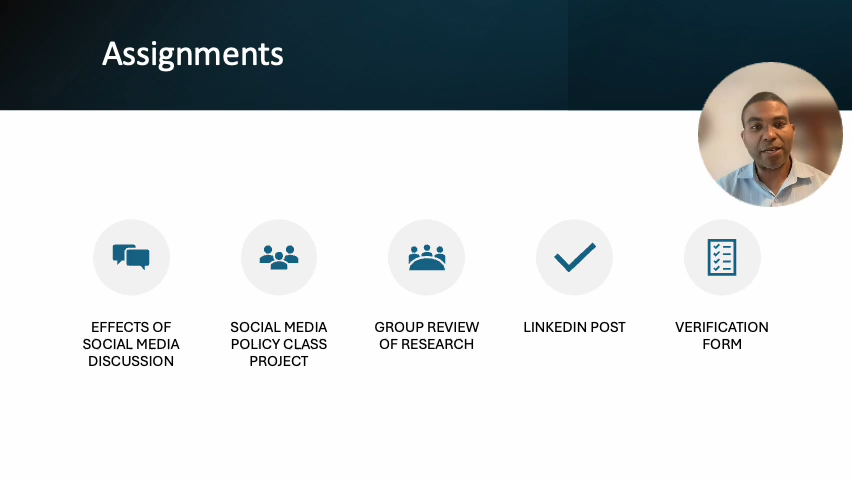 Assignments
EFFECTS OF
SOCIAL MEDIA
DISCUSSION
SOCIAL MEDIA
POLICY CLASS
PROJECT
GROUP REVIEW
OF RESEARCH
LINKEDIN POST
VERIFICATION
FORM